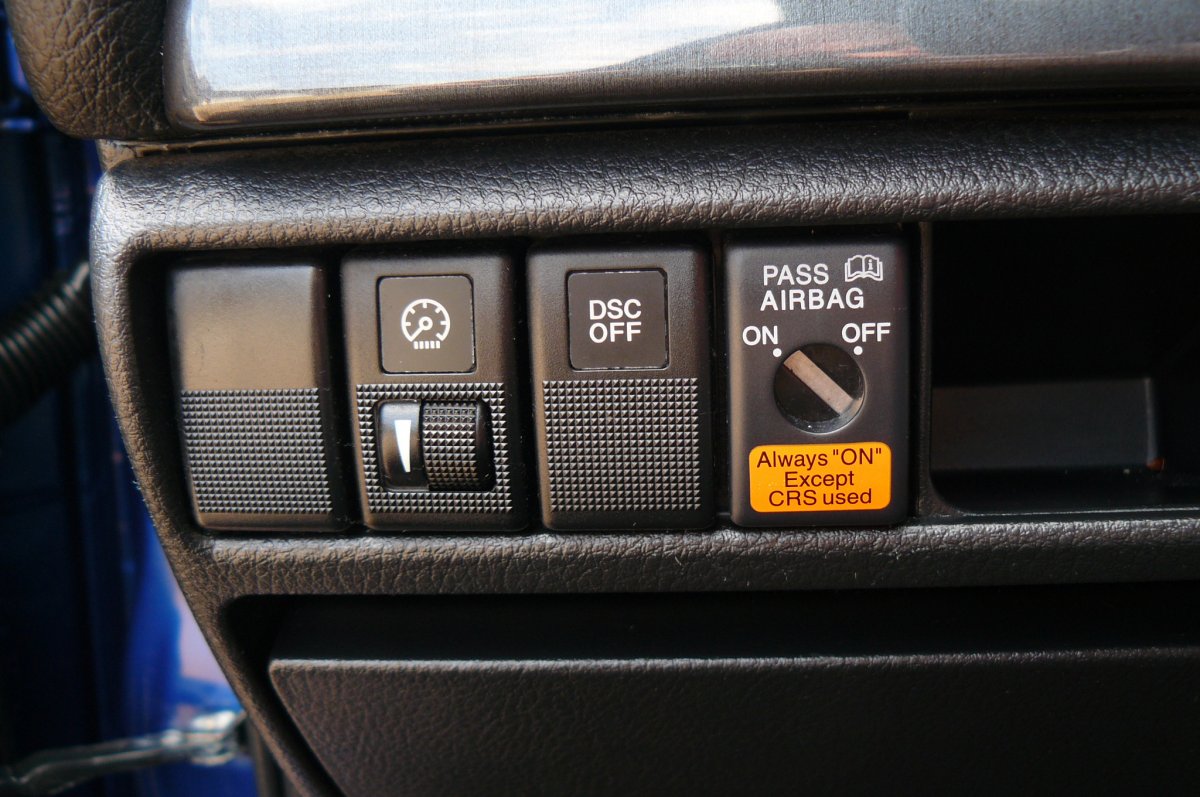 DSC
OFF
PASS
AIRBAG
ON OFF
Always "ON"
Except
CRS used